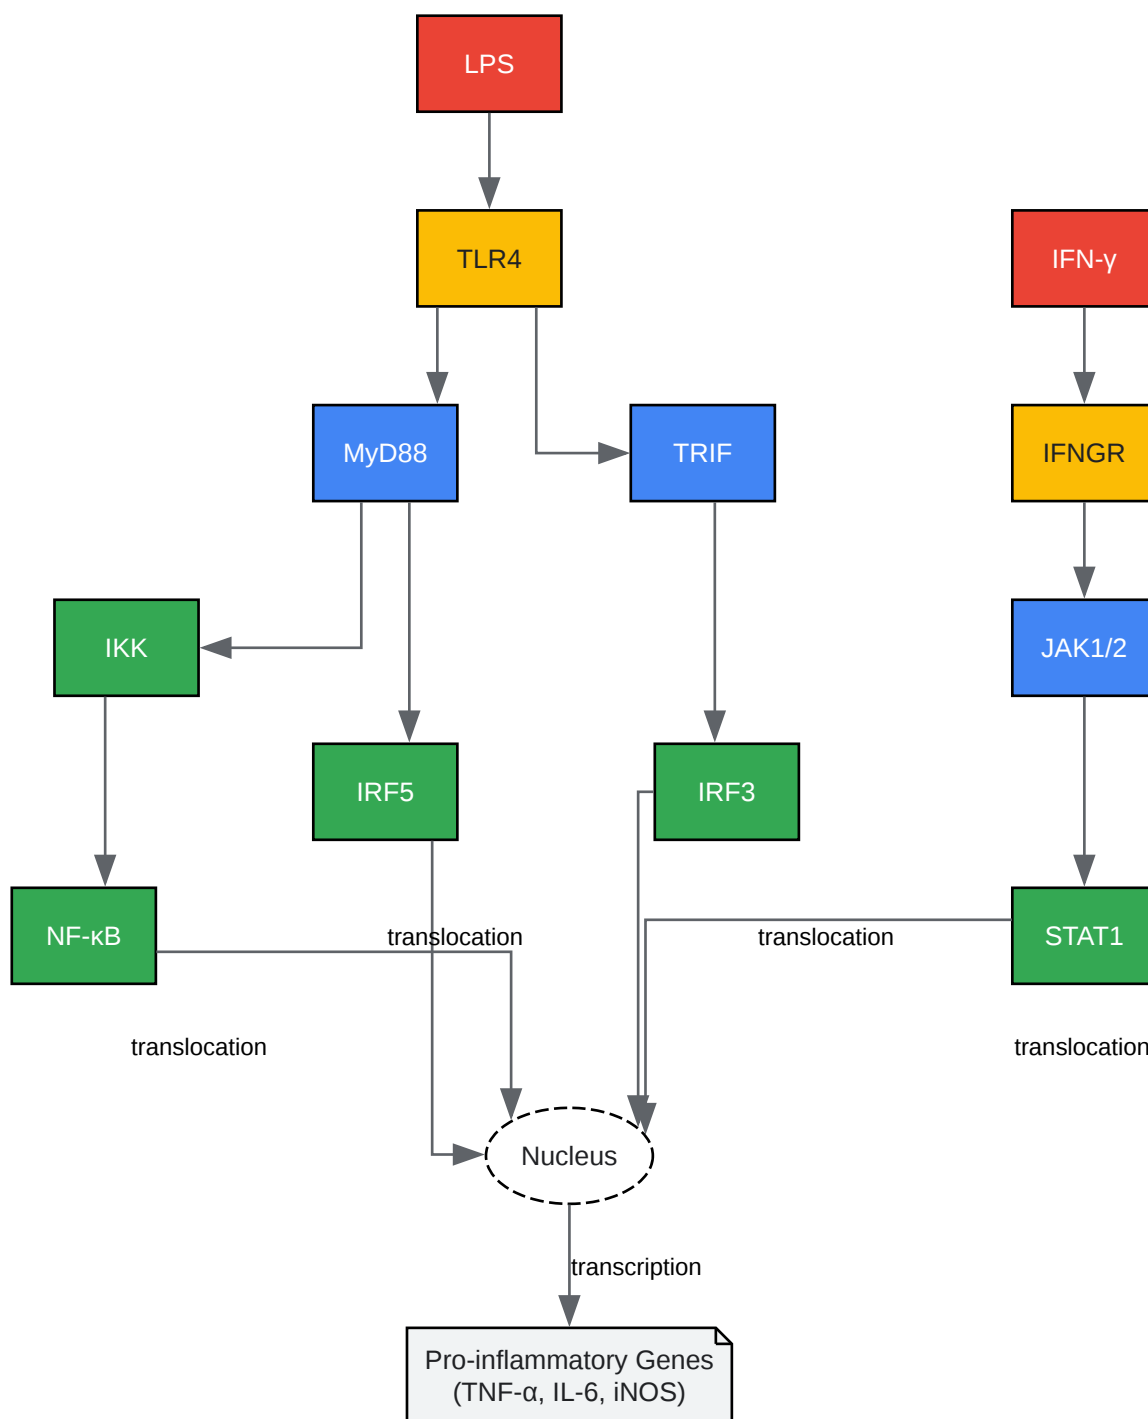 LPS
TLR4
IFN-γ
MyD88
TRIF
IFNGR
IKK
JAK1/2
IRF5
IRF3
NF-κB
translocation
translocation
STAT1
translocation
translocation
Nucleus
transcription
Pro-inflammatory Genes
(TNF-α, IL-6, iNOS)